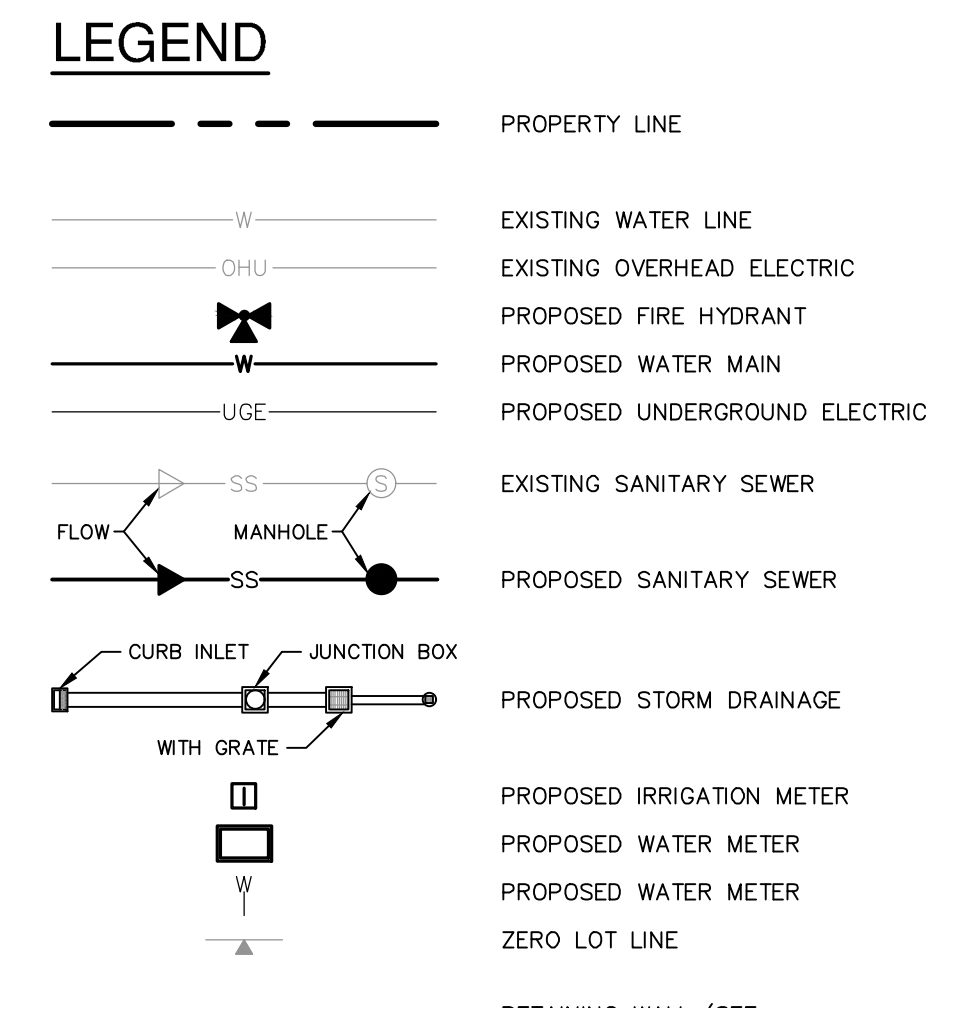 LEGEND
PROPERTY LINE
W EXISTING WATER LINE
OHU EXISTING OVERHEAD ELECTRIC
PROPOSED FIRE HYDRANT
W PROPOSED WATER MAIN
UGE PROPOSED UNDERGROUND ELECTRIC
SS S EXISTING SANITARY SEWER
FLOW MANHOLE
SS PROPOSED SANITARY SEWER
CURB INLET JUNCTION BOX
PROPOSED STORM DRAINAGE
WITH GRATE
I PROPOSED IRRIGATION METER
PROPOSED WATER METER
W PROPOSED WATER METER
ZERO LOT LINE